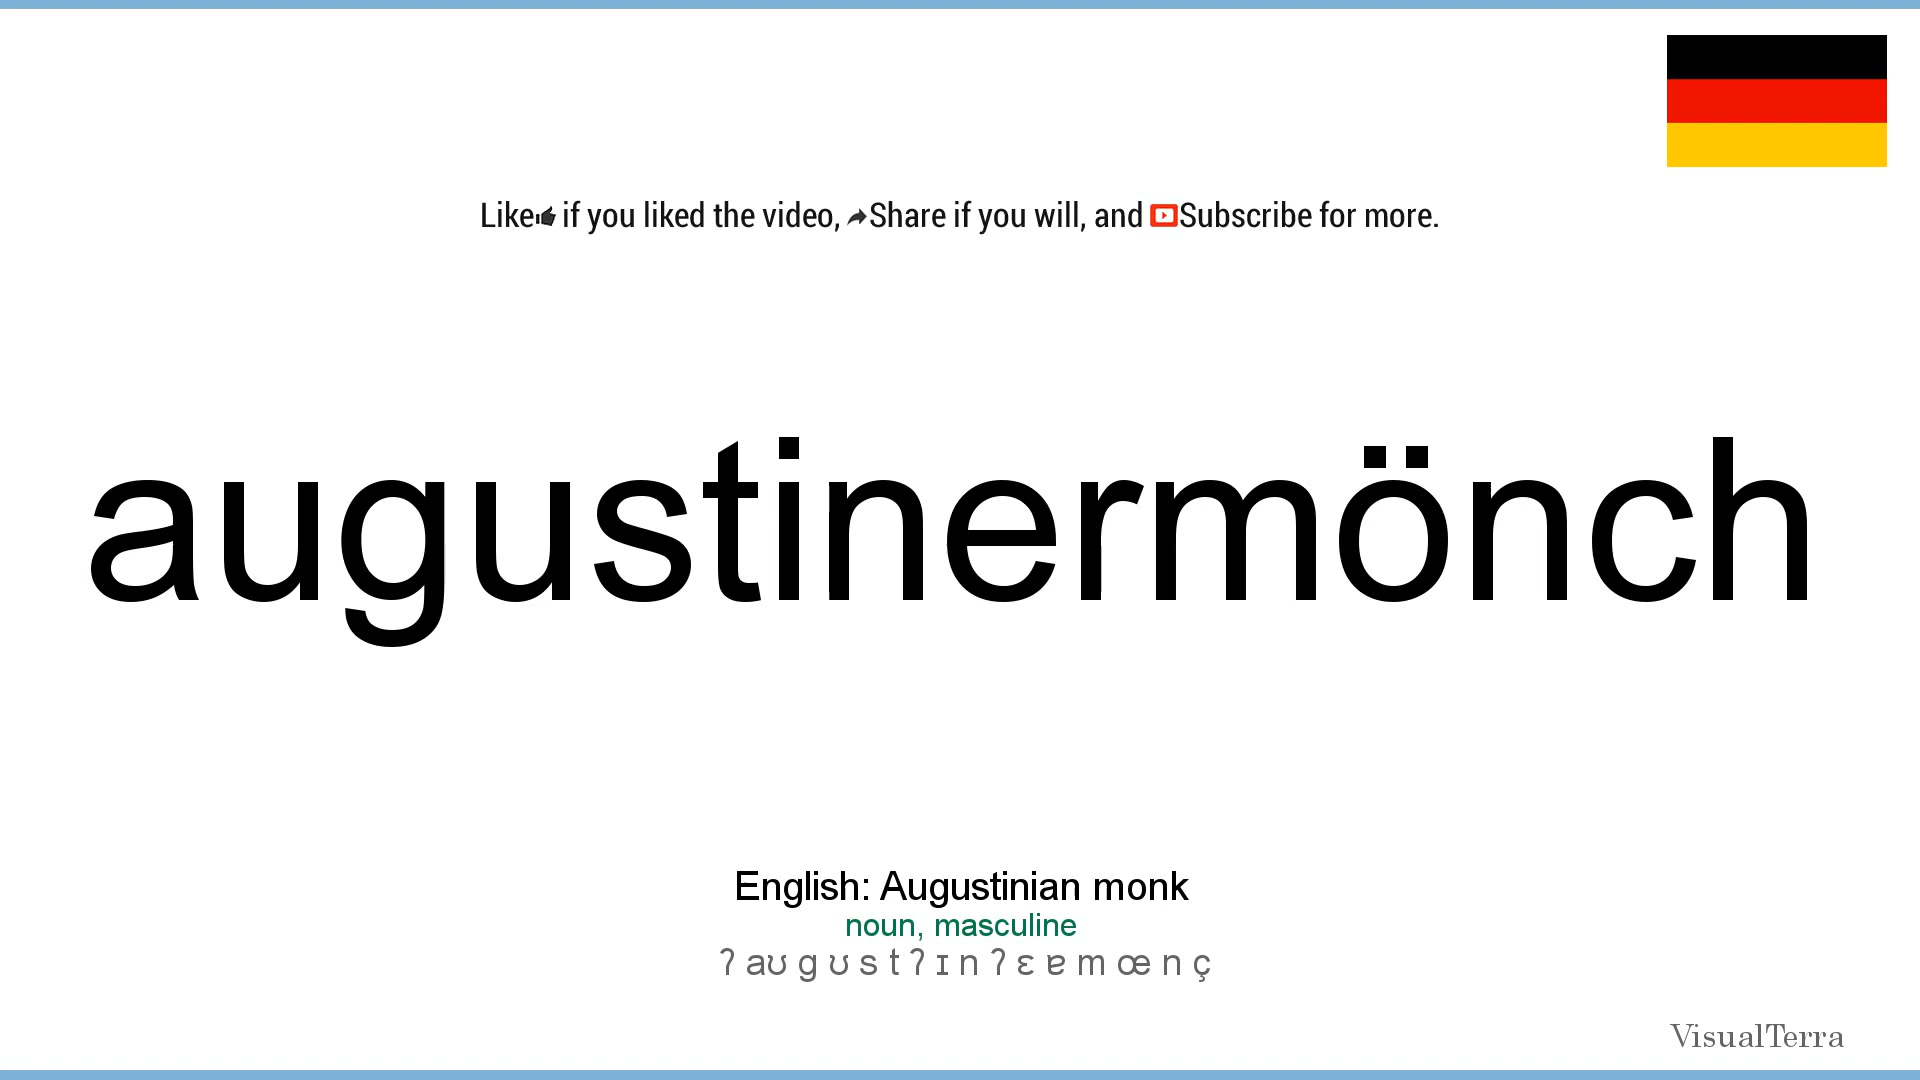 Like if you liked the video, Share if you will, and Subscribe for more.
augustinermönch
English: Augustinian monk
noun, masculine
ʔ aʊ g ʊ s t ʔ ɪ n ʔ ɛ ɐ m œ n ç
VisualTerra